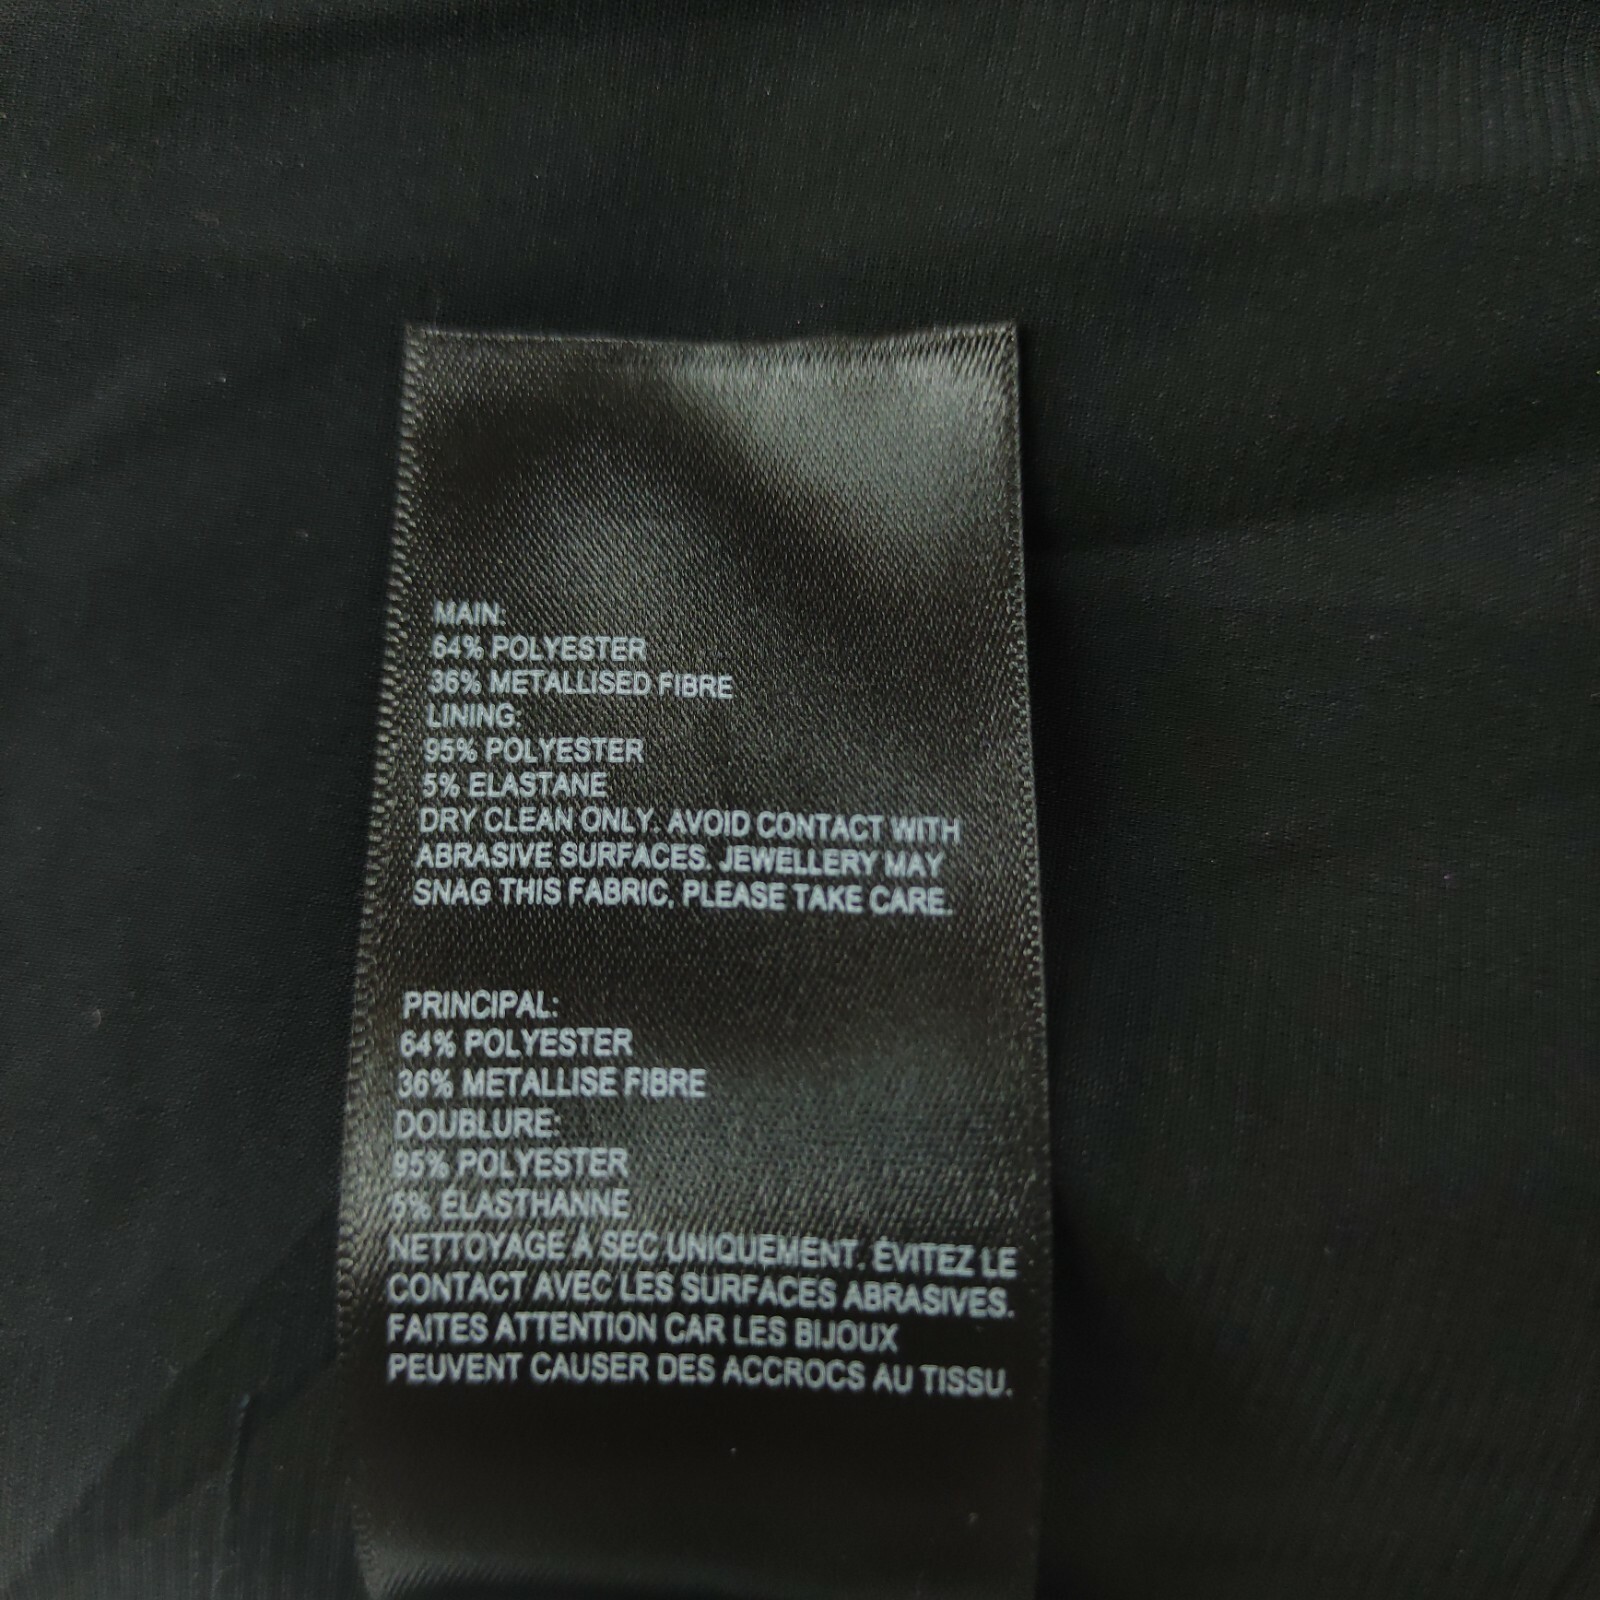 MAIN:
64% POLYESTER
36% METALLISED FIBRE
LINING:
95% POLYESTER
5% ELASTANE
DRY CLEAN ONLY. AVOID CONTACT WITH
ABRASIVE SURFACES. JEWELLERY MAY
SNAG THIS FABRIC. PLEASE TAKE CARE.
PRINCIPAL:
64% POLYESTER
36% METALLISE FIBRE
DOUBLURE:
95% POLYESTER
5% ÉLASTHANNE
NETTOYAGE À SEC UNIQUEMENT. ÉVITEZ LE
CONTACT AVEC LES SURFACES ABRASIVES.
FAITES ATTENTION CAR LES BIJOUX
PEUVENT CAUSER DES ACCROCS AU TISSU.